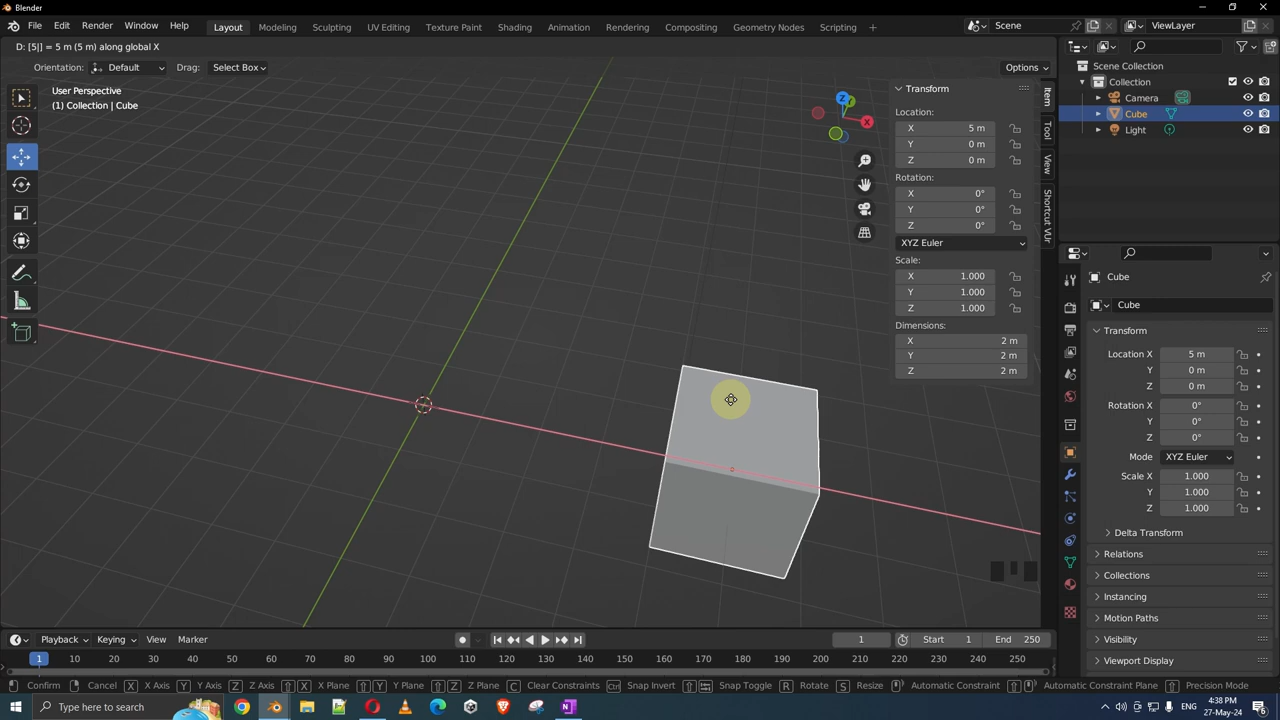 Blender
File Edit Render Window Help Layout Modeling Sculpting UV Editing Texture Paint Shading Animation Rendering Compositing Geometry Nodes Scripting + Scene ViewLayer
D: [5|] = 5 m (5 m) along global X
Orientation: Default Drag: Select Box Options
User Perspective
(1) Collection | Cube
Z
Y
X
Transform
Location:
X 5 m
Y 0 m
Z 0 m
Rotation:
X 0°
Y 0°
Z 0°
XYZ Euler
Scale:
X 1.000
Y 1.000
Z 1.000
Dimensions:
X 2 m
Y 2 m
Z 2 m
Item
Tool
View
Shortcut VUr
Scene Collection
Collection
Camera
Cube
Light
Cube
Cube
Transform
Location X 5 m
Y 0 m
Z 0 m
Rotation X 0°
Y 0°
Z 0°
Mode XYZ Euler
Scale X 1.000
Y 1.000
Z 1.000
Delta Transform
Relations
Collections
Instancing
Motion Paths
Visibility
Viewport Display
Playback Keying View Marker 1 Start 1 End 250
1 10 20 30 40 50 60 70 80 90 100 110 120 130 140 150 160 170 180 190 200 210 220 230 240 250
Confirm Cancel X X Axis Y Y Axis Z Z Axis X X Plane Y Y Plane Z Z Plane C Clear Constraints Ctrl Snap Invert Snap Toggle R Rotate S Resize Automatic Constraint Automatic Constraint Plane Precision Mode
Type here to search
ENG
4:38 PM
27-May-24